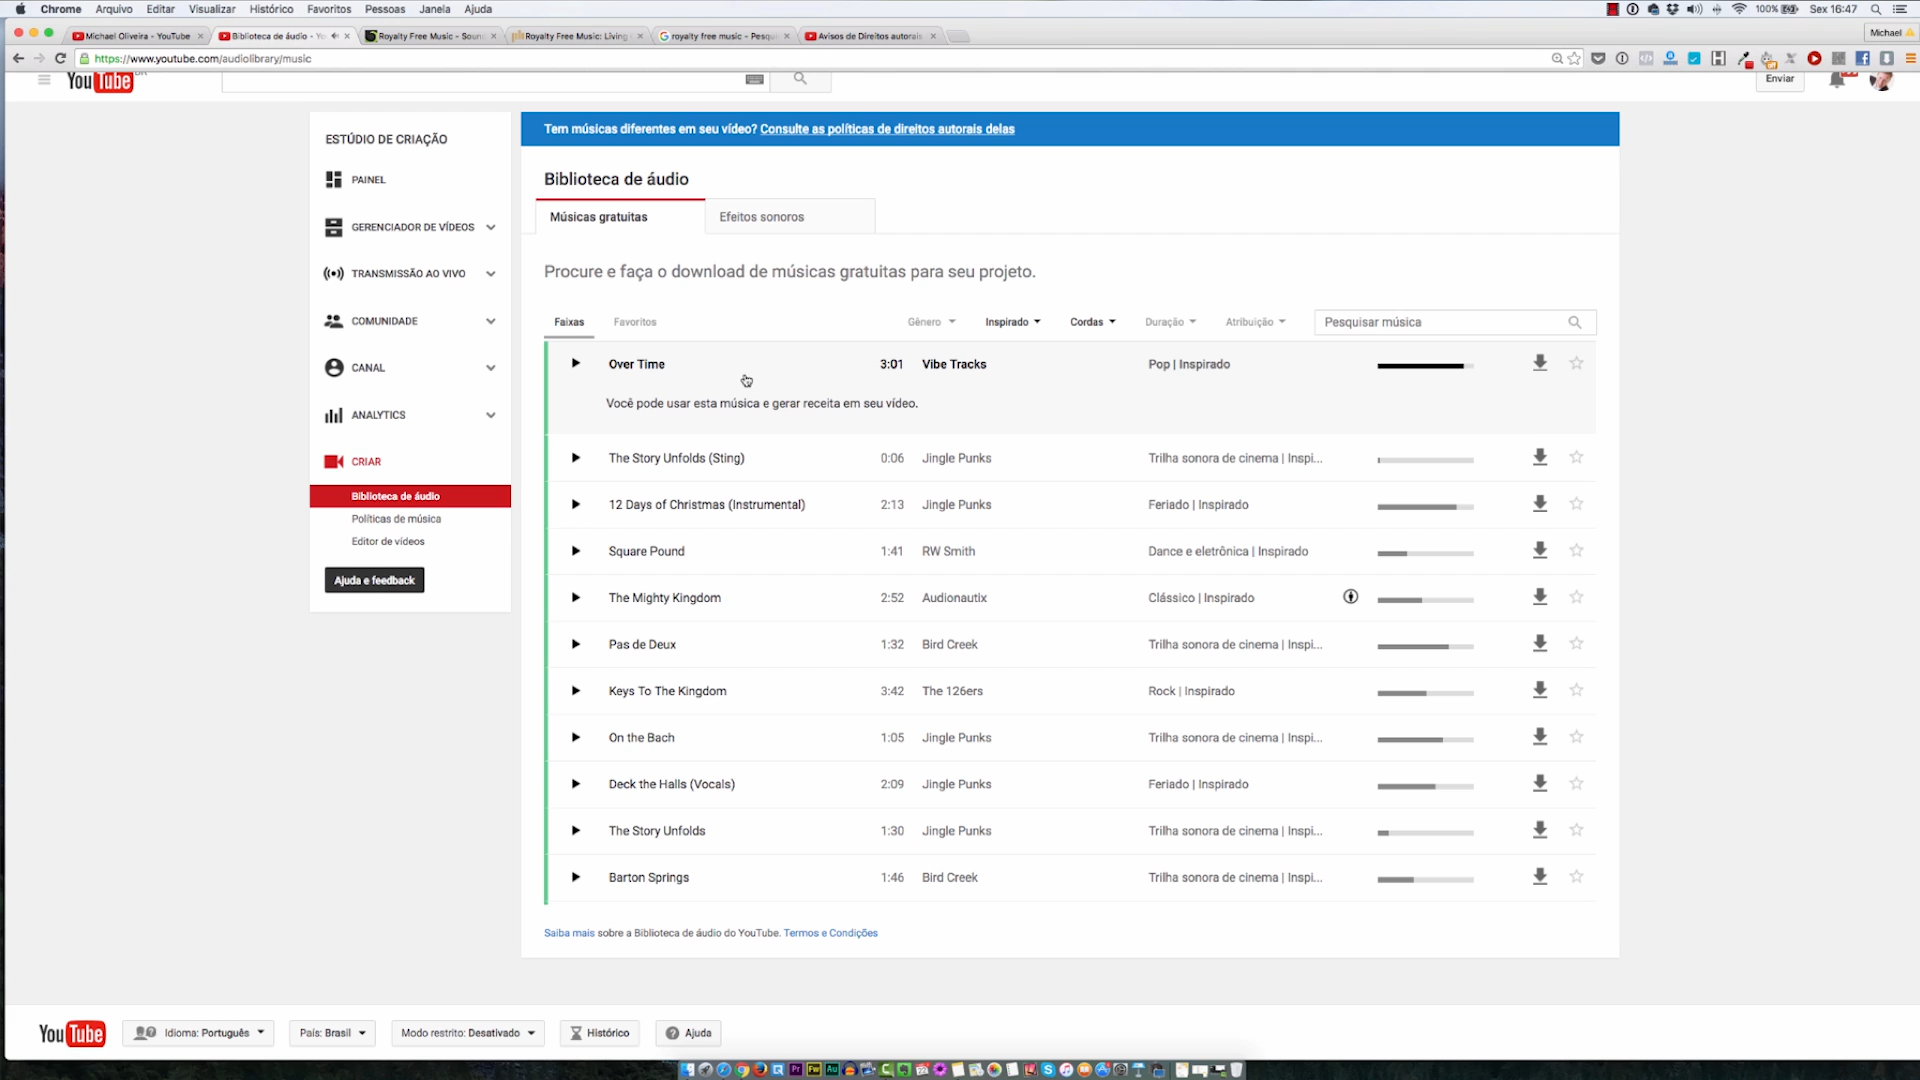 Chrome Arquivo Editar Visualizar Histórico Favoritos Pessoas Janela Ajuda 100% Sex 16:47
Michael Oliveira - YouTube Biblioteca de áudio - Yo Royalty Free Music - Soun Royalty Free Music: Living royalty free music - Pesqui Avisos de Direitos autorais Michael
https://www.youtube.com/audiolibrary/music
YouTube Enviar
ESTÚDIO DE CRIAÇÃO
PAINEL
GERENCIADOR DE VÍDEOS
TRANSMISSÃO AO VIVO
COMUNIDADE
CANAL
ANALYTICS
CRIAR
Biblioteca de áudio
Políticas de música
Editor de vídeos
Ajuda e feedback
Tem músicas diferentes em seu vídeo? Consulte as políticas de direitos autorais delas
Biblioteca de áudio
Músicas gratuitas Efeitos sonoros
Procure e faça o download de músicas gratuitas para seu projeto.
Faixas Favoritos Gênero Inspirado Cordas Duração Atribuição Pesquisar música
Over Time 3:01 Vibe Tracks Pop | Inspirado
Você pode usar esta música e gerar receita em seu vídeo.
The Story Unfolds (Sting) 0:06 Jingle Punks Trilha sonora de cinema | Inspi...
12 Days of Christmas (Instrumental) 2:13 Jingle Punks Feriado | Inspirado
Square Pound 1:41 RW Smith Dance e eletrônica | Inspirado
The Mighty Kingdom 2:52 Audionautix Clássico | Inspirado
Pas de Deux 1:32 Bird Creek Trilha sonora de cinema | Inspi...
Keys To The Kingdom 3:42 The 126ers Rock | Inspirado
On the Bach 1:05 Jingle Punks Trilha sonora de cinema | Inspi...
Deck the Halls (Vocals) 2:09 Jingle Punks Feriado | Inspirado
The Story Unfolds 1:30 Jingle Punks Trilha sonora de cinema | Inspi...
Barton Springs 1:46 Bird Creek Trilha sonora de cinema | Inspi...
Saiba mais sobre a Biblioteca de áudio do YouTube. Termos e Condições
YouTube Idioma: Português País: Brasil Modo restrito: Desativado Histórico Ajuda